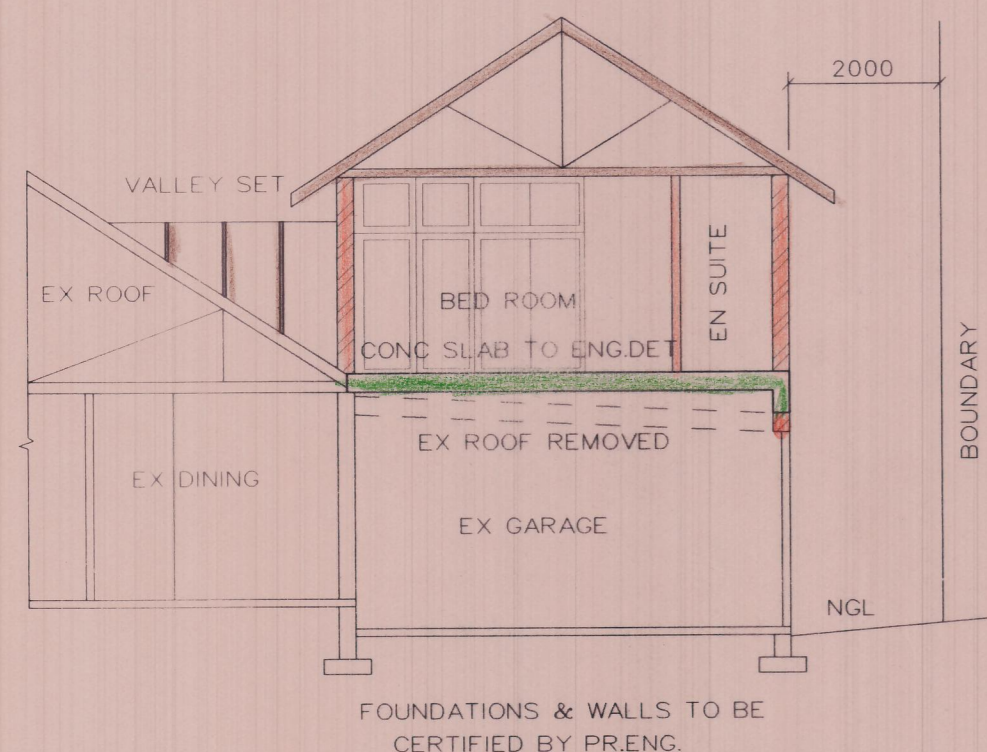 2000
VALLEY SET
EX ROOF
BED ROOM
EN SUITE
CONC SLAB TO ENG.DET
BOUNDARY
EX ROOF REMOVED
EX DINING
EX GARAGE
NGL
FOUNDATIONS & WALLS TO BE
CERTIFIED BY PR.ENG.